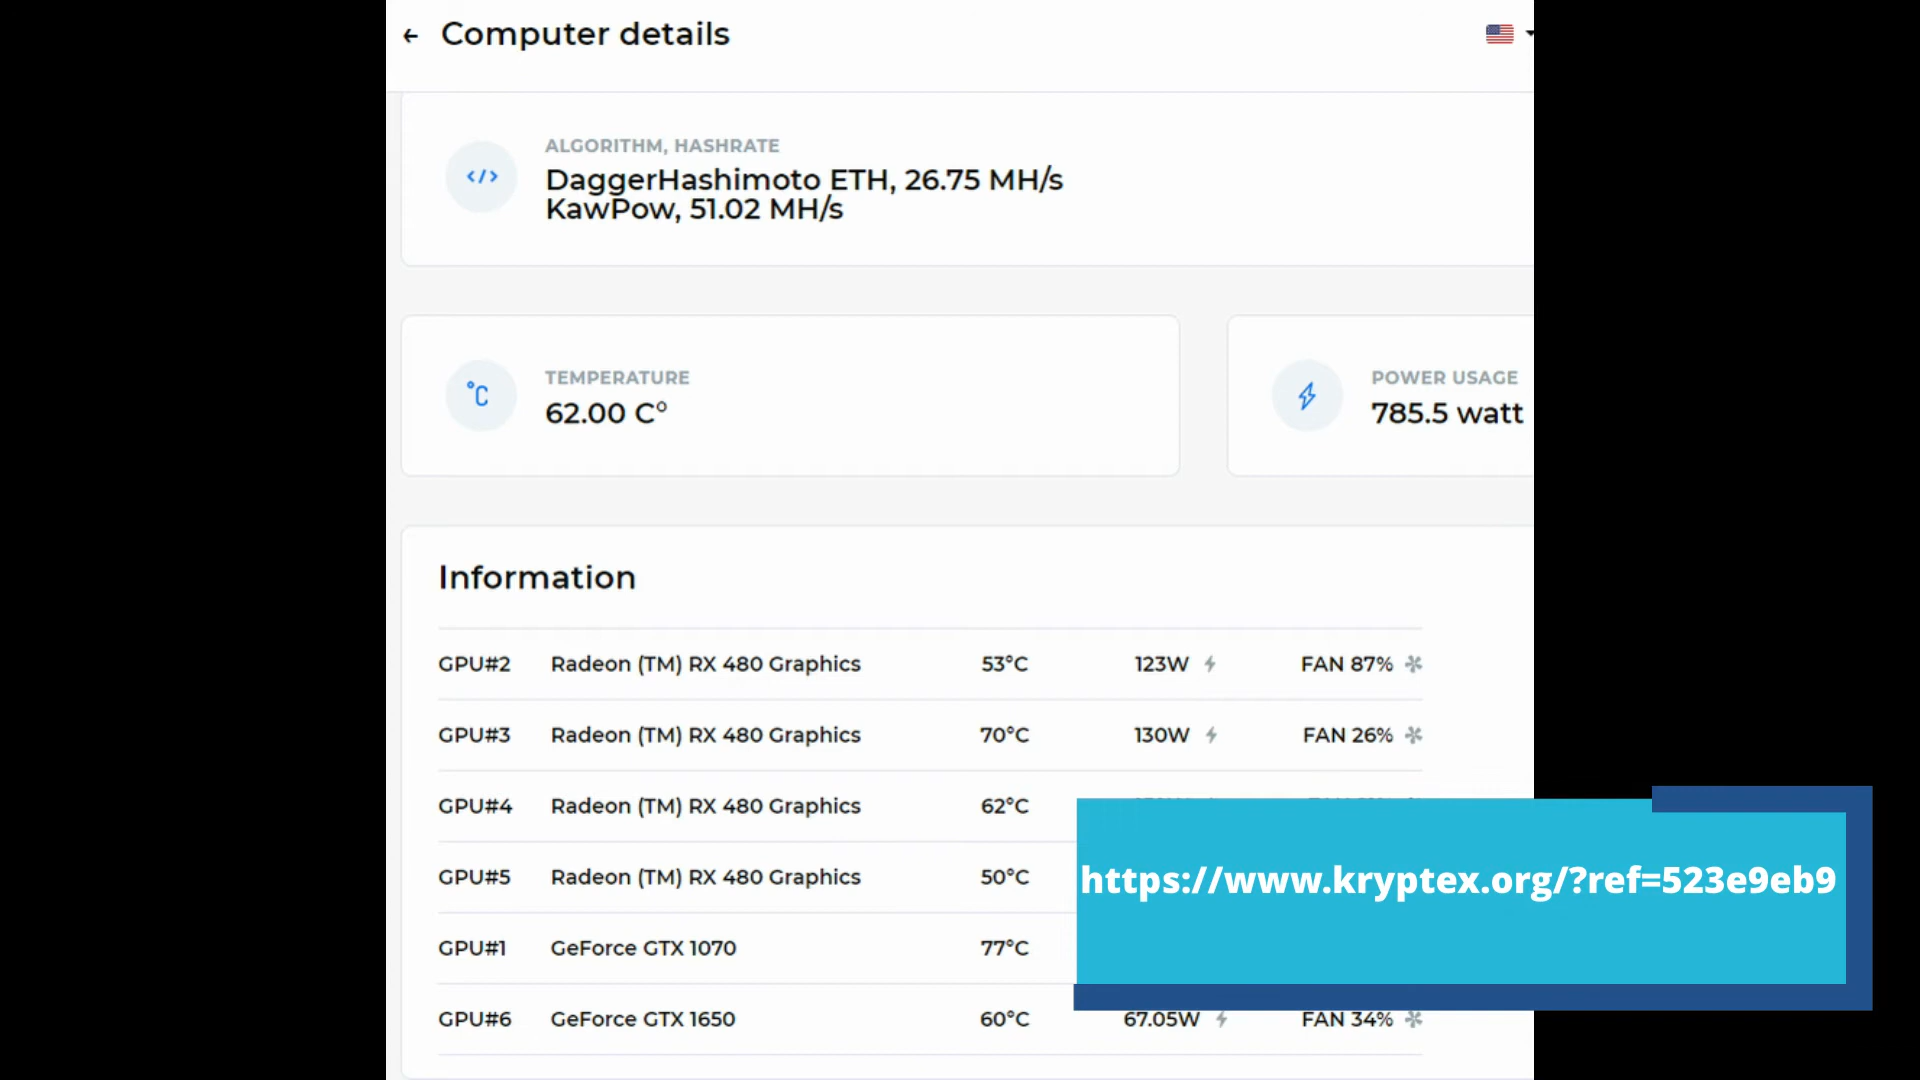 Computer details
ALGORITHM, HASHRATE
DaggerHashimoto ETH, 26.75 MH/s
KawPow, 51.02 MH/s
°C
TEMPERATURE
62.00 C°
POWER USAGE
785.5 watt
Information
GPU#2 Radeon (TM) RX 480 Graphics 53°C 123W FAN 87%
GPU#3 Radeon (TM) RX 480 Graphics 70°C 130W FAN 26%
GPU#4 Radeon (TM) RX 480 Graphics 62°C
GPU#5 Radeon (TM) RX 480 Graphics 50°C
https://www.kryptex.org/?ref=523e9eb9
GPU#1 GeForce GTX 1070 77°C
GPU#6 GeForce GTX 1650 60°C 67.05W FAN 34%